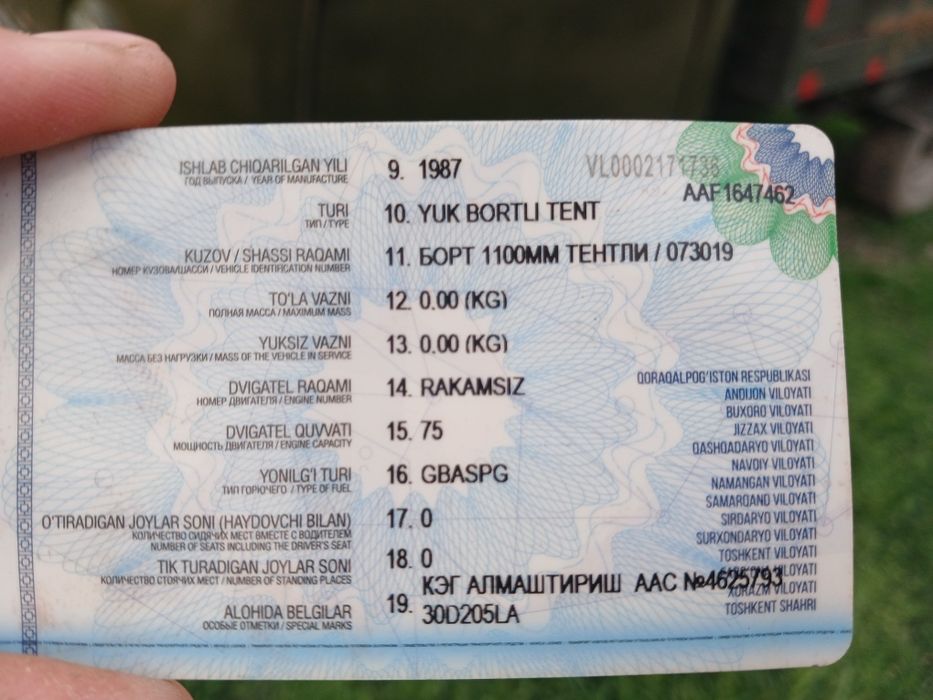 ISHLAB CHIQARILGAN YILI 9. 1987 VL0002171738
ГОД ВЫПУСКА / YEAR OF MANUFACTURE AAF1647462
TURI 10. YUK BORTLI TENT
ТИП / TYPE
KUZOV / SHASSI RAQAMI 11. БОРТ 1100ММ ТЕНТЛИ / 073019
НОМЕР КУЗОВА/ШАССИ / VEHICLE IDENTIFICATION NUMBER
TO'LA VAZNI 12. 0.00 (KG)
ПОЛНАЯ МАССА / MAXIMUM MASS
YUKSIZ VAZNI 13. 0.00 (KG)
МАССА БЕЗ НАГРУЗКИ / MASS OF THE VEHICLE IN SERVICE
DVIGATEL RAQAMI 14. RAKAMSIZ
НОМЕР ДВИГАТЕЛЯ / ENGINE NUMBER
DVIGATEL QUVVATI 15. 75
МОЩНОСТЬ ДВИГАТЕЛЯ / ENGINE CAPACITY
YONILG'I TURI 16. GBASPG
ТИП ГОРЮЧЕГО / TYPE OF FUEL
O'TIRADIGAN JOYLAR SONI (HAYDOVCHI BILAN) 17. 0
КОЛИЧЕСТВО СИДЯЧИХ МЕСТ ВМЕСТЕ С ВОДИТЕЛЕМ
NUMBER OF SEATS INCLUDING THE DRIVER'S SEAT
TIK TURADIGAN JOYLAR SONI 18. 0
КОЛИЧЕСТВО СТОЯЧИХ МЕСТ / NUMBER OF STANDING PLACES
ALOHIDA BELGILAR 19. КЭГ АЛМАШТИРИШ ААС №4625793
ОСОБЫЕ ОТМЕТКИ / SPECIAL MARKS 30D205LA
QORAQALPOG'ISTON RESPUBLIKASI
ANDIJON VILOYATI
BUXORO VILOYATI
JIZZAX VILOYATI
QASHQADARYO VILOYATI
NAVOIY VILOYATI
NAMANGAN VILOYATI
SAMARQAND VILOYATI
SIRDARYO VILOYATI
SURXONDARYO VILOYATI
TOSHKENT VILOYATI
VILOYATI
XORAZM VILOYATI
TOSHKENT SHAHRI